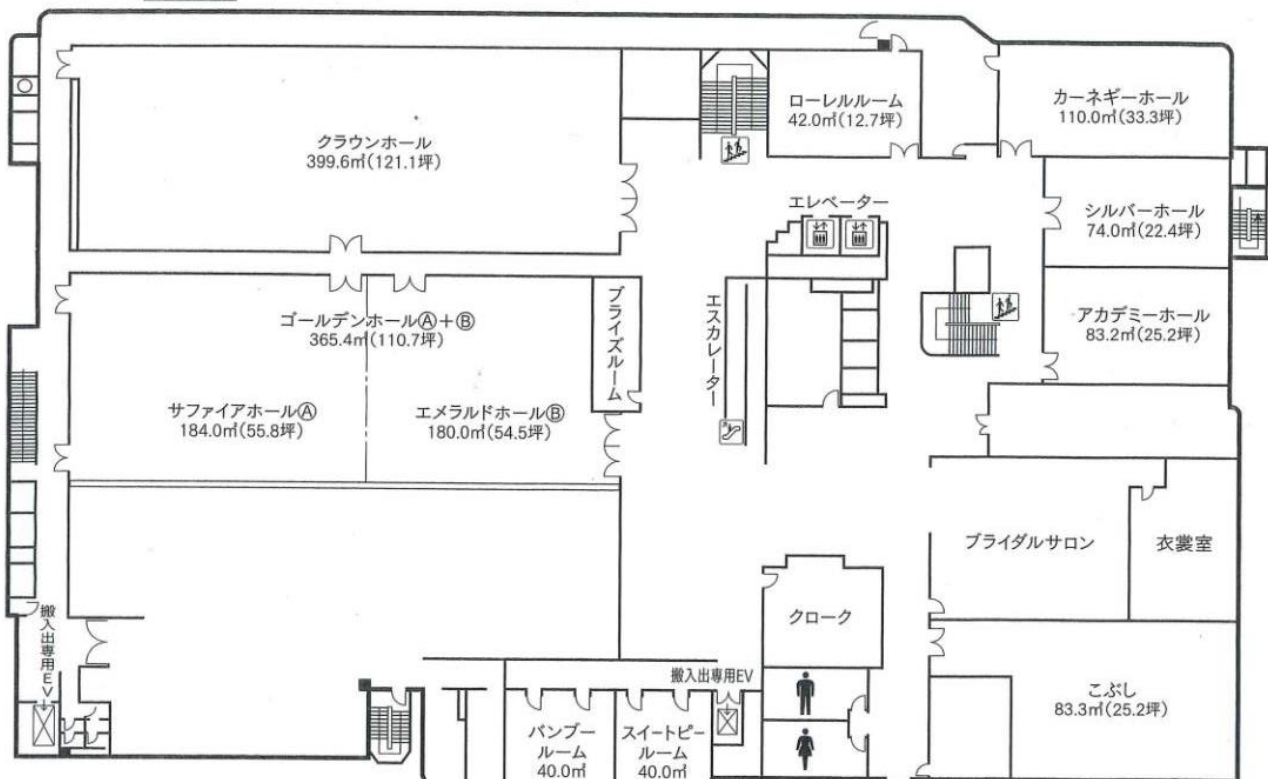 クラウンホール
399.6㎡(121.1坪)
ローレルルーム
42.0㎡(12.7坪)
カーネギーホール
110.0㎡(33.3坪)
エレベーター
シルバーホール
74.0㎡(22.4坪)
ゴールデンホールⒶ+Ⓑ
365.4㎡(110.7坪)
ブライズルーム
エスカレーター
アカデミーホール
83.2㎡(25.2坪)
サファイアホールⒶ
184.0㎡(55.8坪)
エメラルドホールⒷ
180.0㎡(54.5坪)
ブライダルサロン
衣裳室
搬入出専用EV
クローク
搬入出専用EV
こぶし
83.3㎡(25.2坪)
バンブー
ルーム
40.0㎡
スイートピー
ルーム
40.0㎡